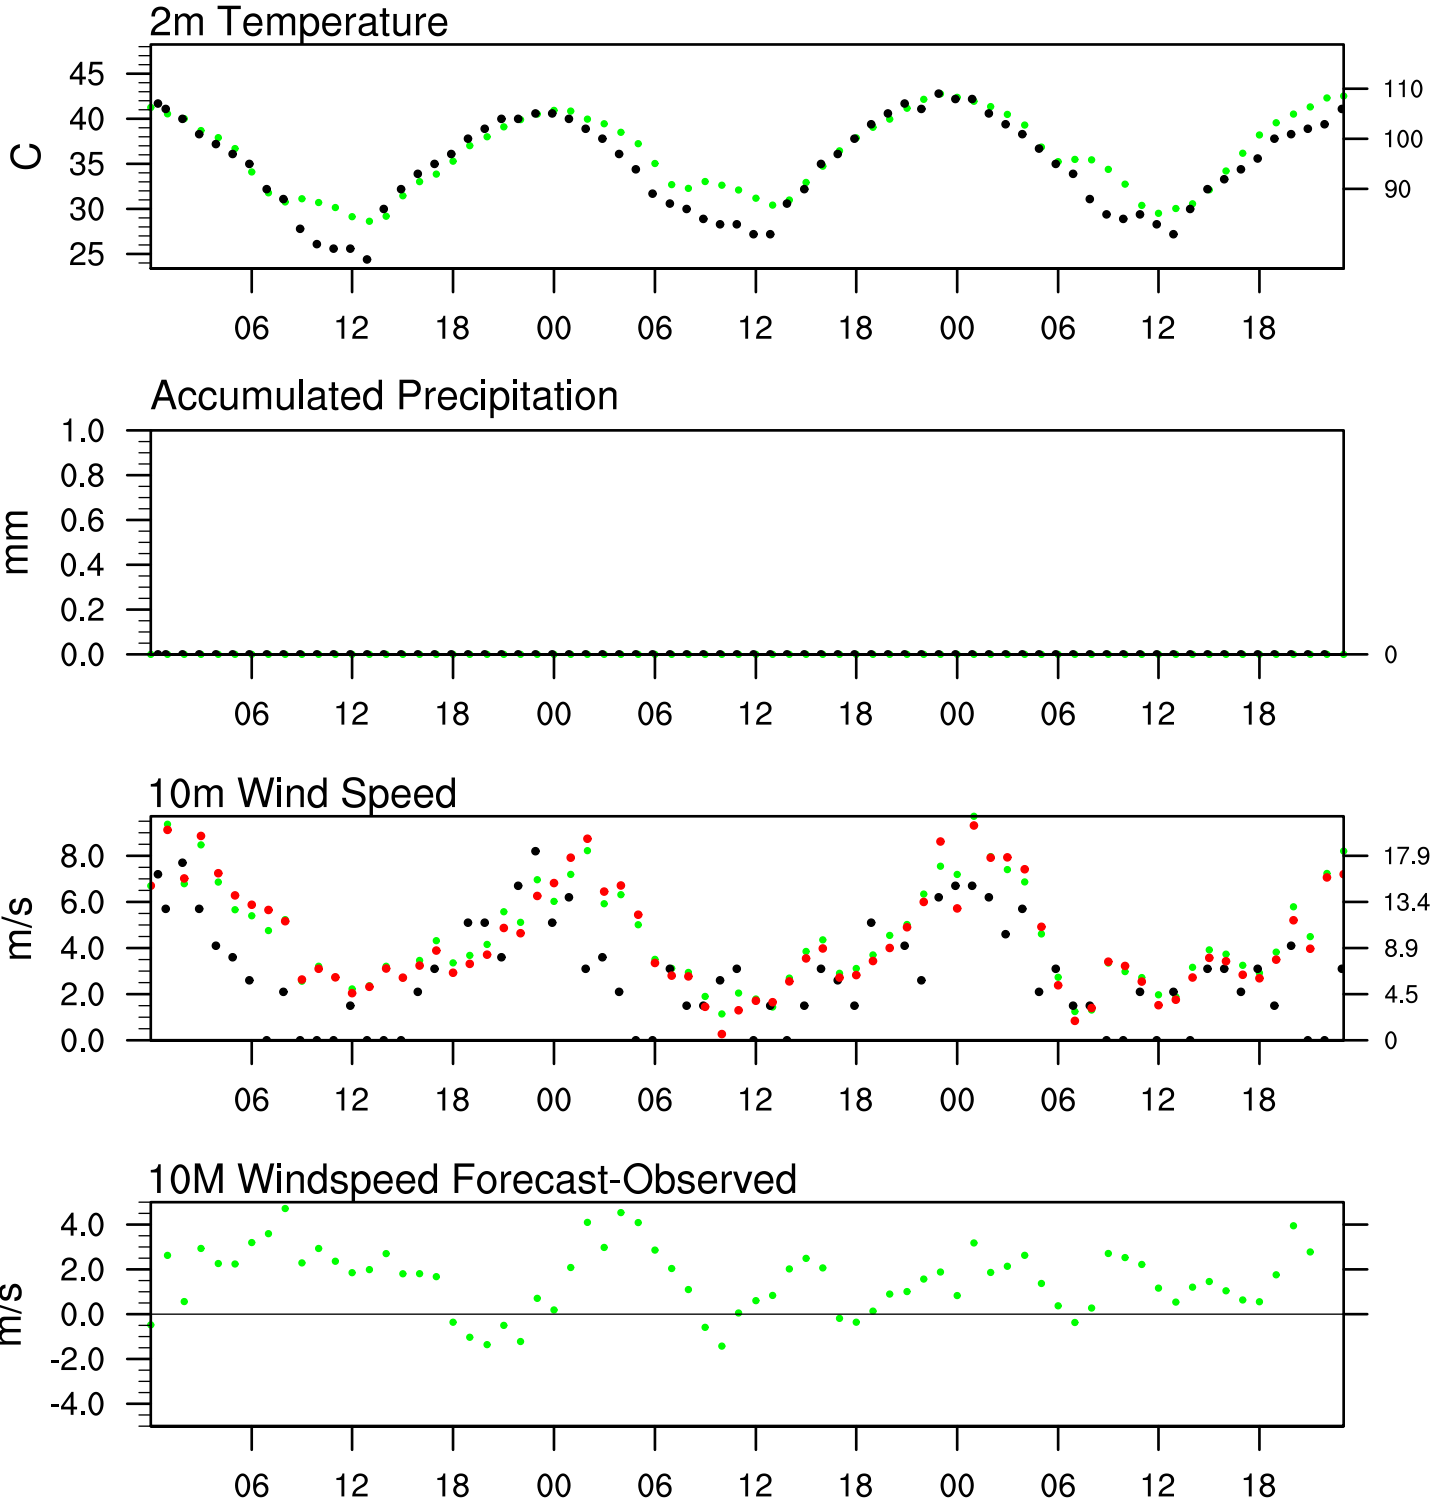 2m Temperature
45
40
35
30
25
C
110
100
90
06 12 18 00 06 12 18 00 06 12 18
Accumulated Precipitation
1.0
0.8
0.6
0.4
0.2
0.0
mm
0
06 12 18 00 06 12 18 00 06 12 18
10m Wind Speed
8.0
6.0
4.0
2.0
0.0
m/s
17.9
13.4
8.9
4.5
0
06 12 18 00 06 12 18 00 06 12 18
10M Windspeed Forecast-Observed
4.0
2.0
0.0
-2.0
-4.0
m/s
06 12 18 00 06 12 18 00 06 12 18